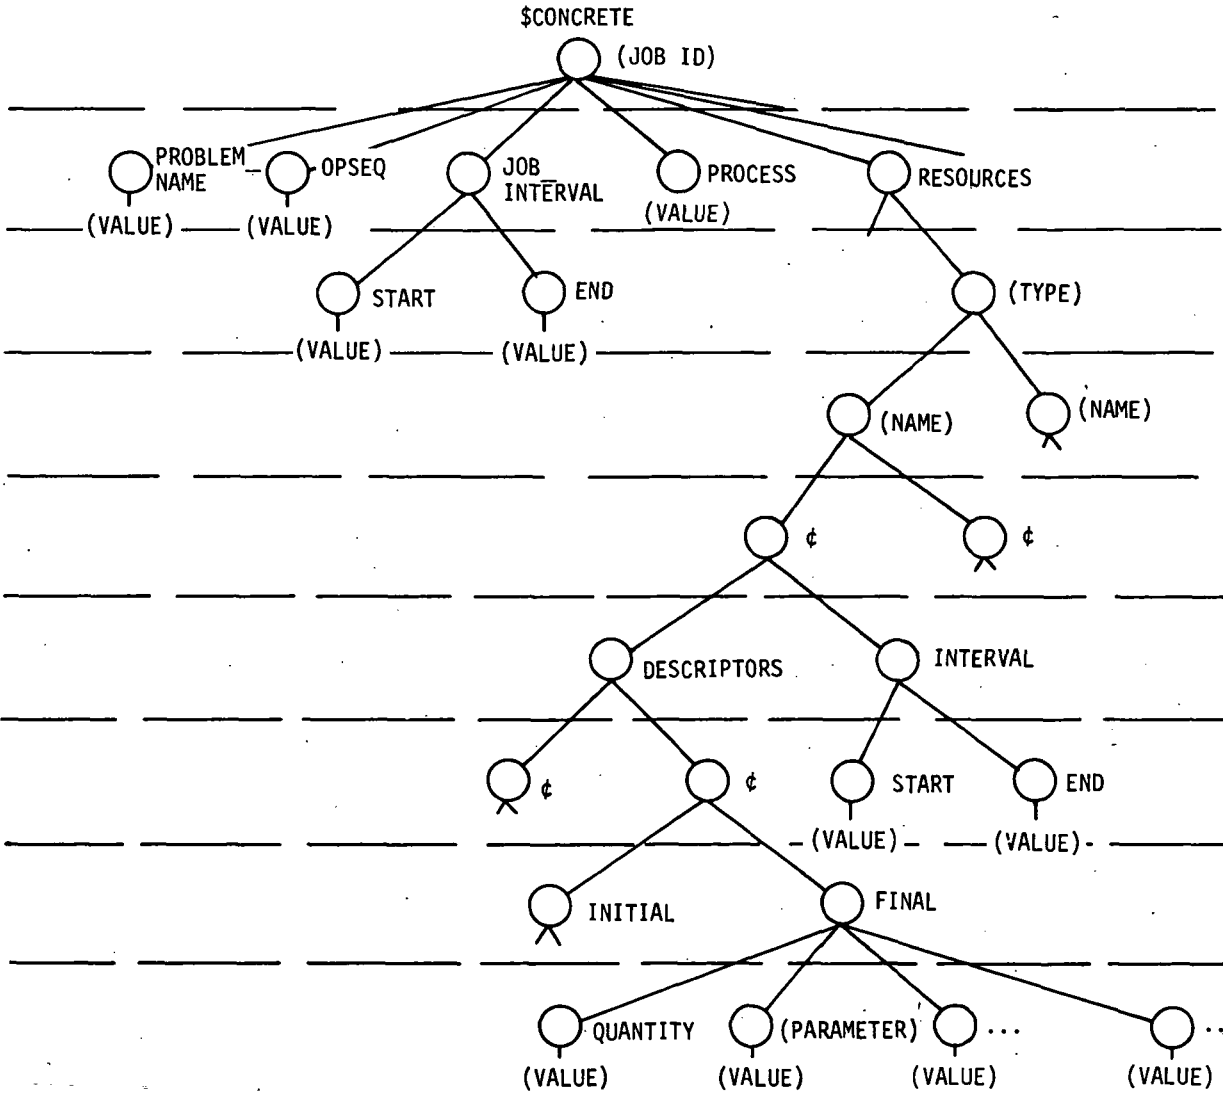 $CONCRETE
(JOB ID)
PROBLEM_
NAME
OPSEQ
JOB_
INTERVAL
PROCESS
RESOURCES
(VALUE)
(VALUE)
(VALUE)
START
END
(TYPE)
(VALUE)
(VALUE)
(NAME)
(NAME)
¢
¢
DESCRIPTORS
INTERVAL
¢
¢
START
END
(VALUE)
(VALUE)
INITIAL
FINAL
QUANTITY
(PARAMETER)
...
..
(VALUE)
(VALUE)
(VALUE)
(VALUE)